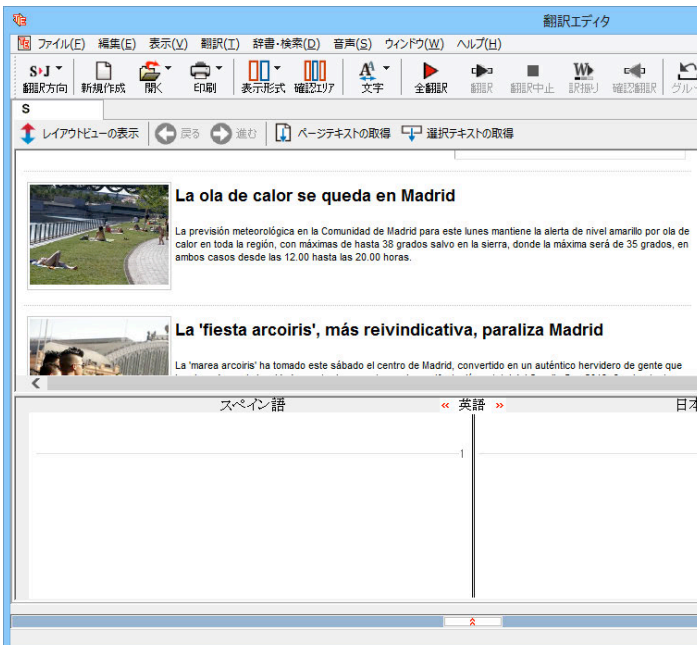 翻訳エディタ
ファイル(F) 編集(E) 表示(V) 翻訳(T) 辞書・検索(D) 音声(S) ウィンドウ(W) ヘルプ(H)
S›J
翻訳方向 新規作成 開く 印刷 表示形式 確認エリア 文字 全翻訳 翻訳 翻訳中止 訳振り 確認翻訳 グルー
S
レイアウトビューの表示 戻る 進む ページテキストの取得 選択テキストの取得
La ola de calor se queda en Madrid
La previsión meteorológica en la Comunidad de Madrid para este lunes mantiene la alerta de nivel amarillo por ola de
calor en toda la región, con máximas de hasta 38 grados salvo en la sierra, donde la máxima será de 35 grados, en
ambos casos desde las 12.00 hasta las 20.00 horas.
La 'fiesta arcoiris', más reivindicativa, paraliza Madrid
La 'marea arcoiris' ha tomado este sábado el centro de Madrid, convertido en un auténtico hervidero de gente que
スペイン語 « 英語 » 日本
1